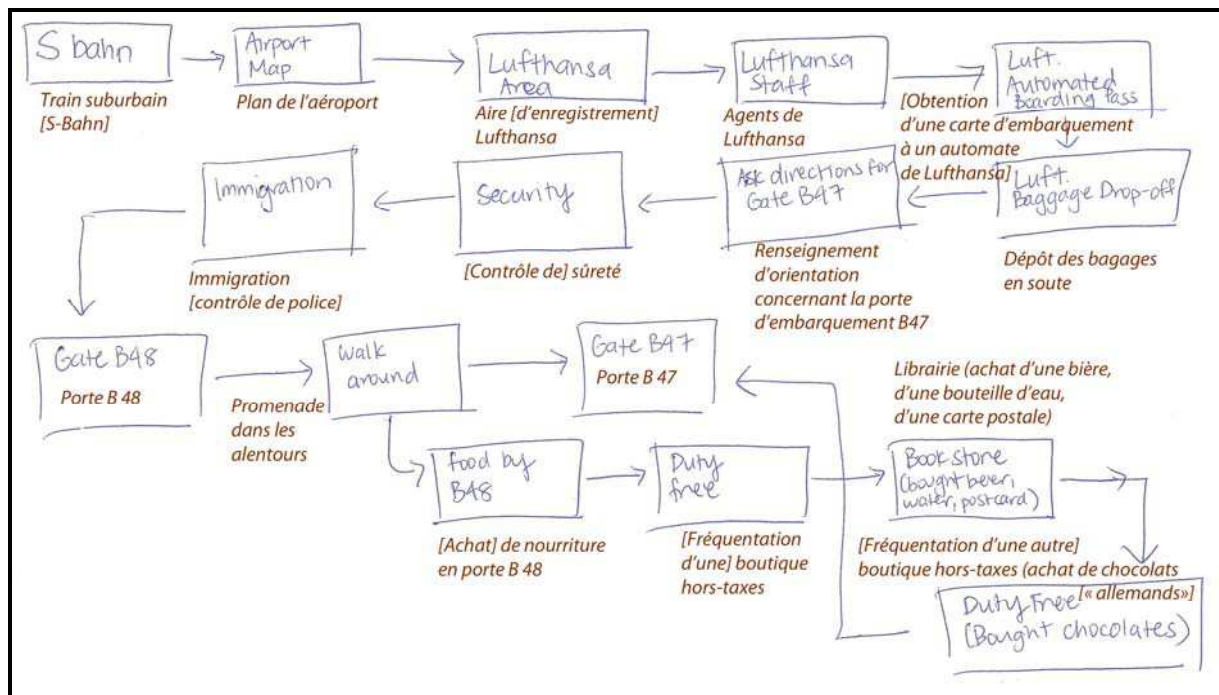 S bahn
Train suburbain
[S-Bahn]
Airport
Map
Plan de l'aéroport
Lufthansa
Area
Aire [d'enregistrement]
Lufthansa
Lufthansa
Staff
Agents de
Lufthansa
Luft.
Automated
Boarding Pass
[Obtention
d'une carte d'embarquement
à un automate
de Lufthansa]
Luft.
Baggage Drop-off
Dépôt des bagages
en soute
Ask directions for
Gate B47
Renseignement
d'orientation
concernant la porte
d'embarquement B47
Security
[Contrôle de] sûreté
Immigration
Immigration
[contrôle de police]
Gate B48
Porte B 48
walk
around
Promenade
dans les
alentours
Gate B47
Porte B 47
food by
B48
[Achat] de nourriture
en porte B 48
Duty
free
[Fréquentation
d'une] boutique
hors-taxes
Librairie (achat d'une bière,
d'une bouteille d'eau,
d'une carte postale)
Book store
(bought beer,
water, postcard)
[Fréquentation d'une autre]
boutique hors-taxes (achat de chocolats
[« allemands»]
Duty Free
(Bought chocolates)